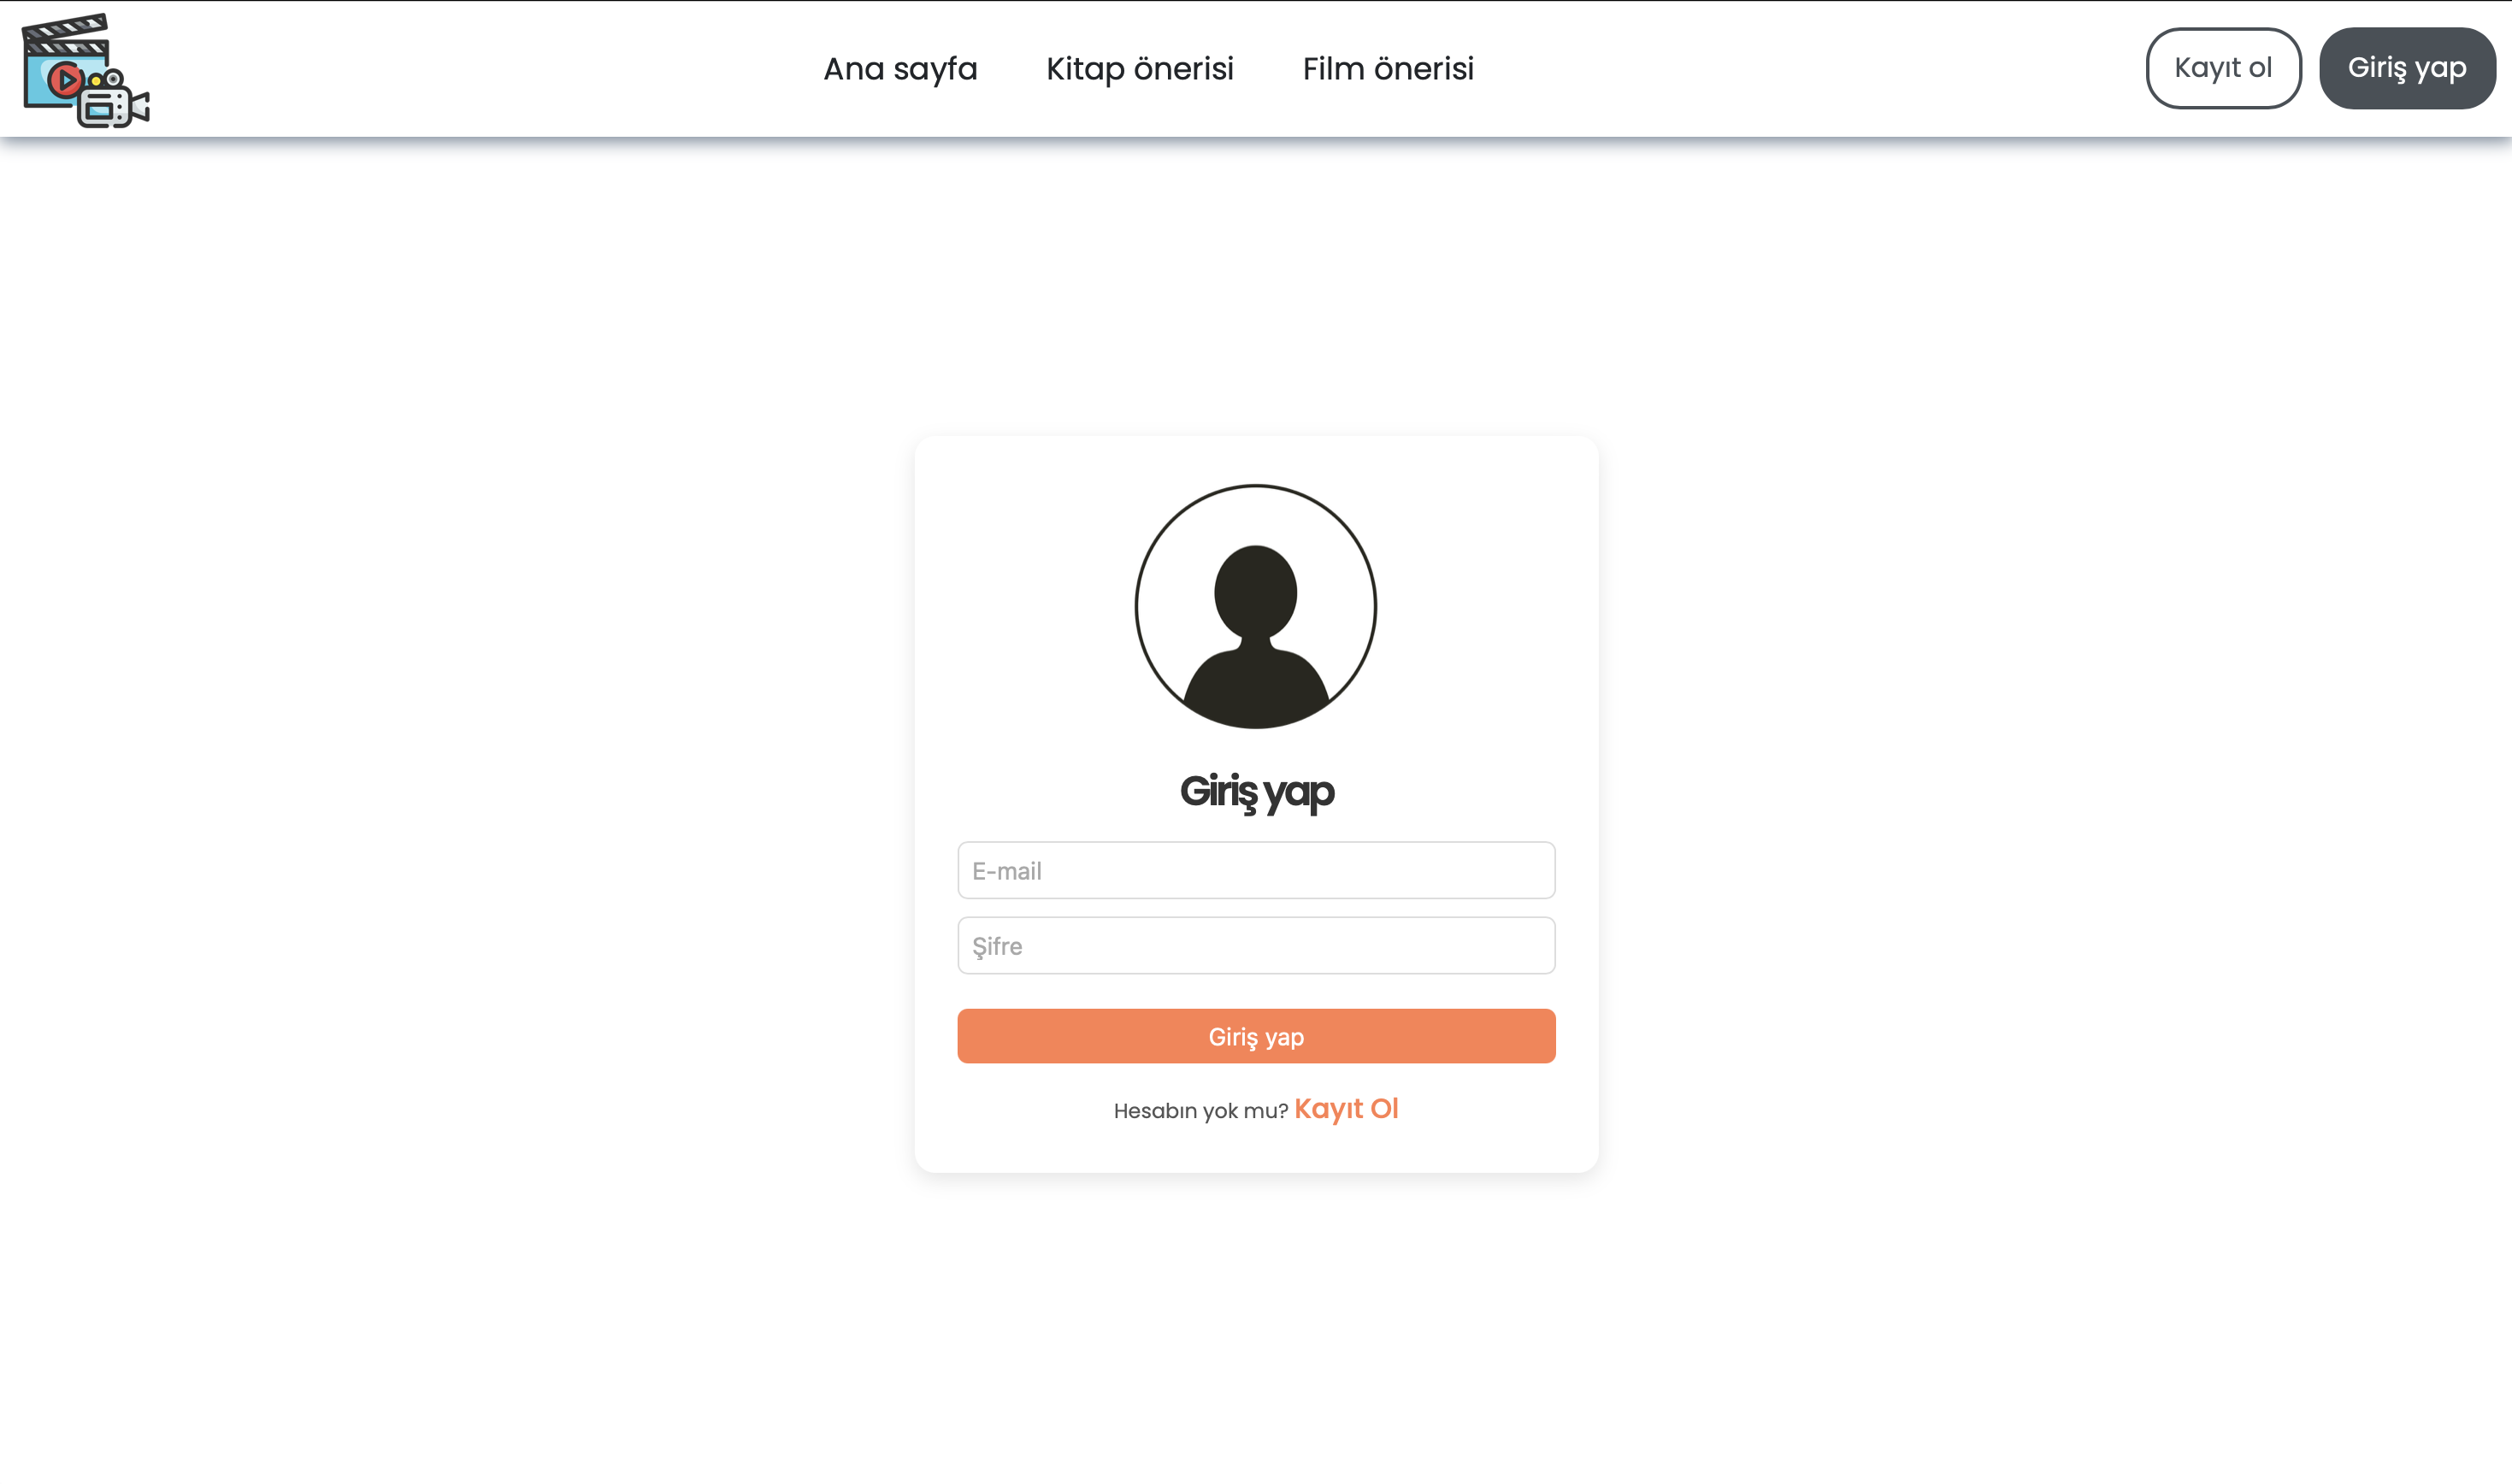 Ana sayfa Kitap önerisi Film önerisi Kayıt ol Giriş yap
Giriş yap
E-mail
Şifre
Giriş yap
Hesabın yok mu? Kayıt Ol